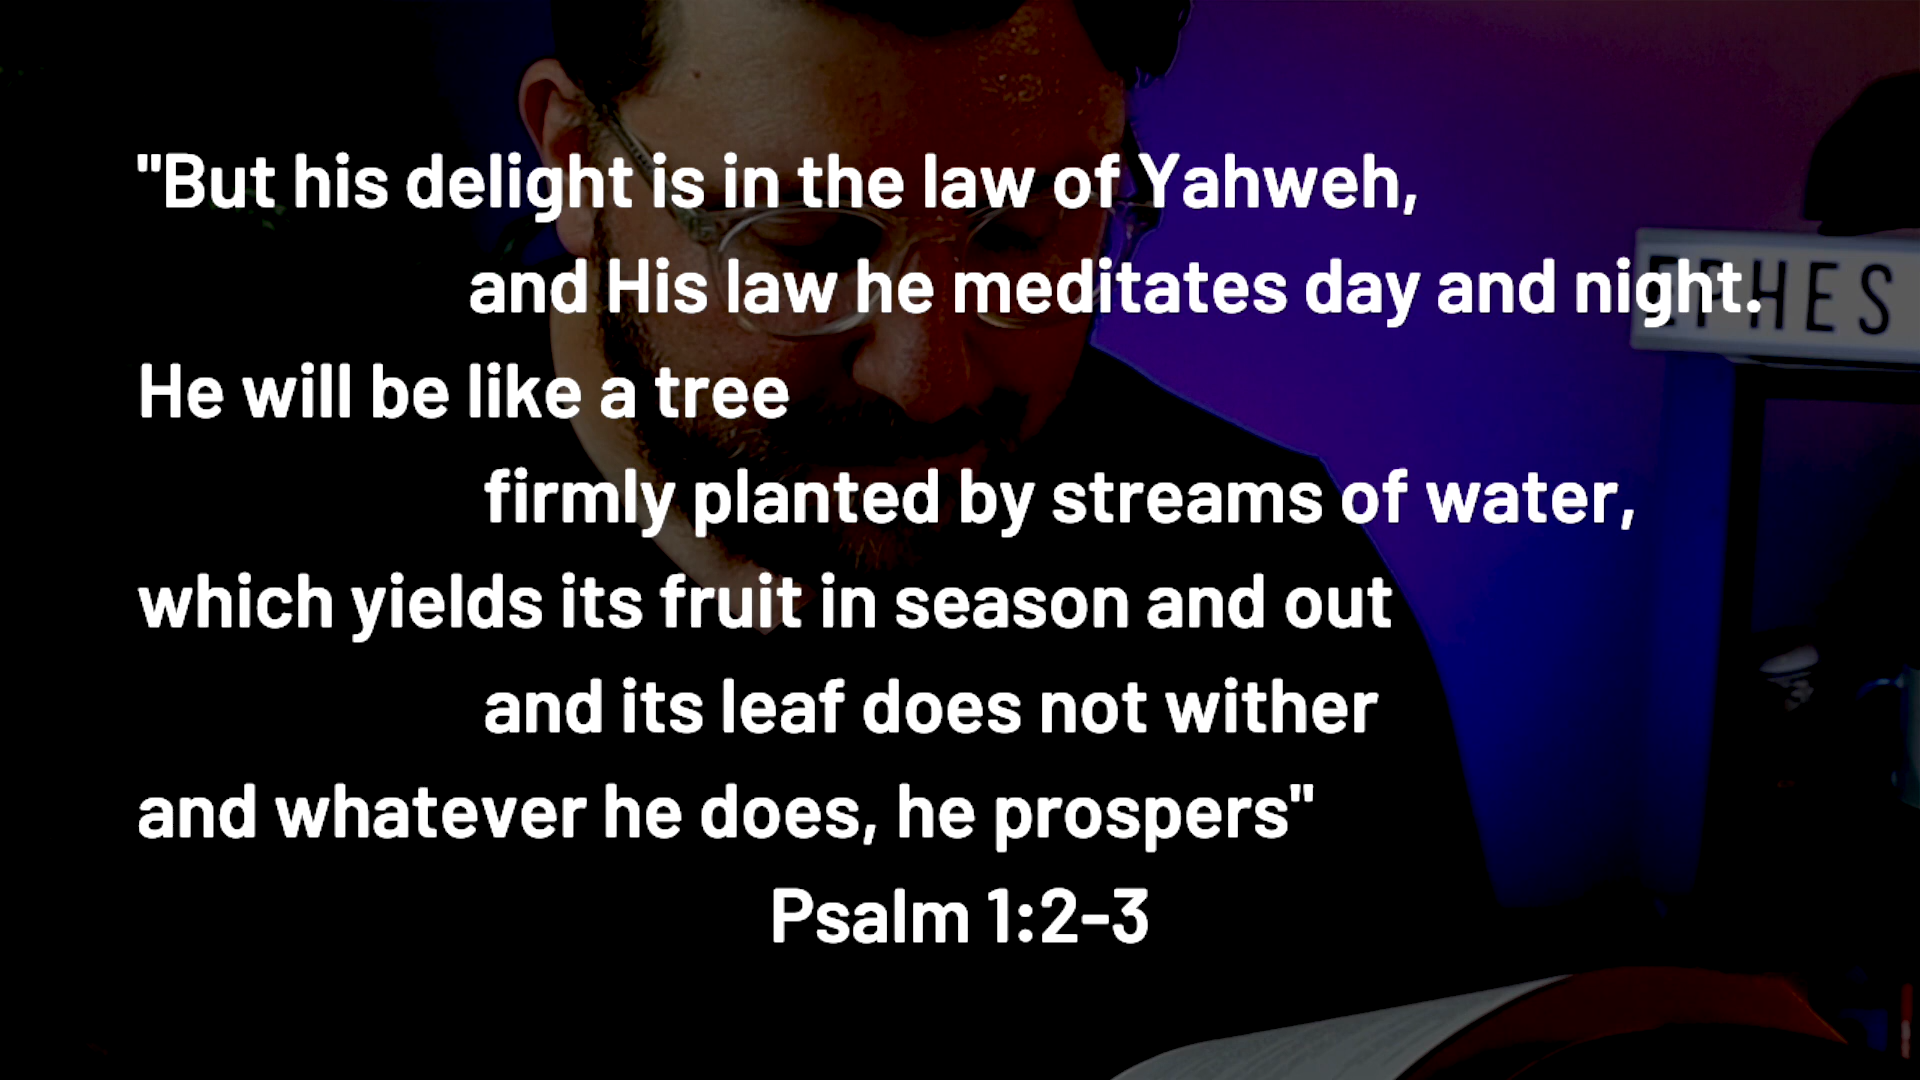 "But his delight is in the law of Yahweh,
and His law he meditates day and night.
EPHES
He will be like a tree
firmly planted by streams of water,
which yields its fruit in season and out
and its leaf does not wither
and whatever he does, he prospers"
Psalm 1:2-3